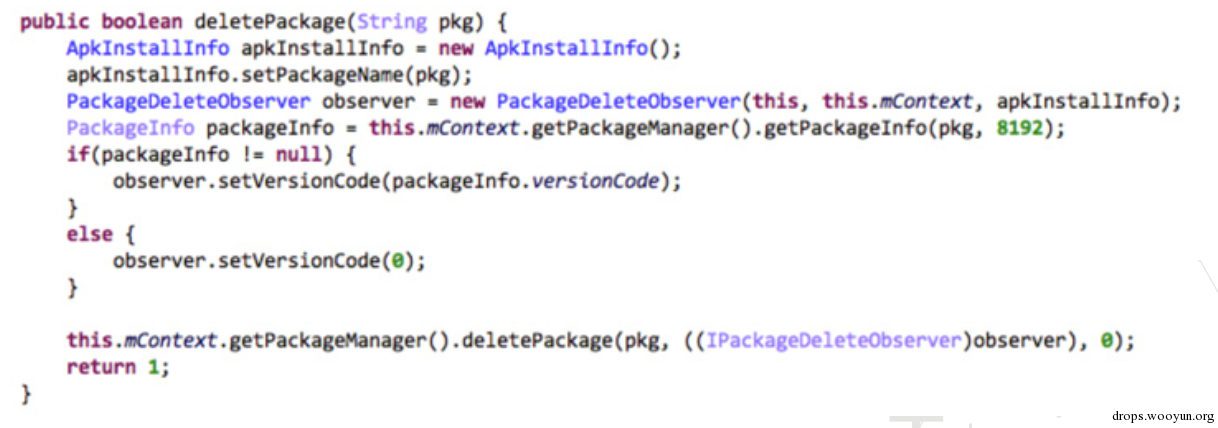 public boolean deletePackage(String pkg) {
ApkInstallInfo apkInstallInfo = new ApkInstallInfo();
apkInstallInfo.setPackageName(pkg);
PackageDeleteObserver observer = new PackageDeleteObserver(this, this.mContext, apkInstallInfo);
PackageInfo packageInfo = this.mContext.getPackageManager().getPackageInfo(pkg, 8192);
if(packageInfo != null) {
observer.setVersionCode(packageInfo.versionCode);
}
else {
observer.setVersionCode(0);
}
this.mContext.getPackageManager().deletePackage(pkg, ((IPackageDeleteObserver)observer), 0);
return 1;
}
drops.wooyun.org